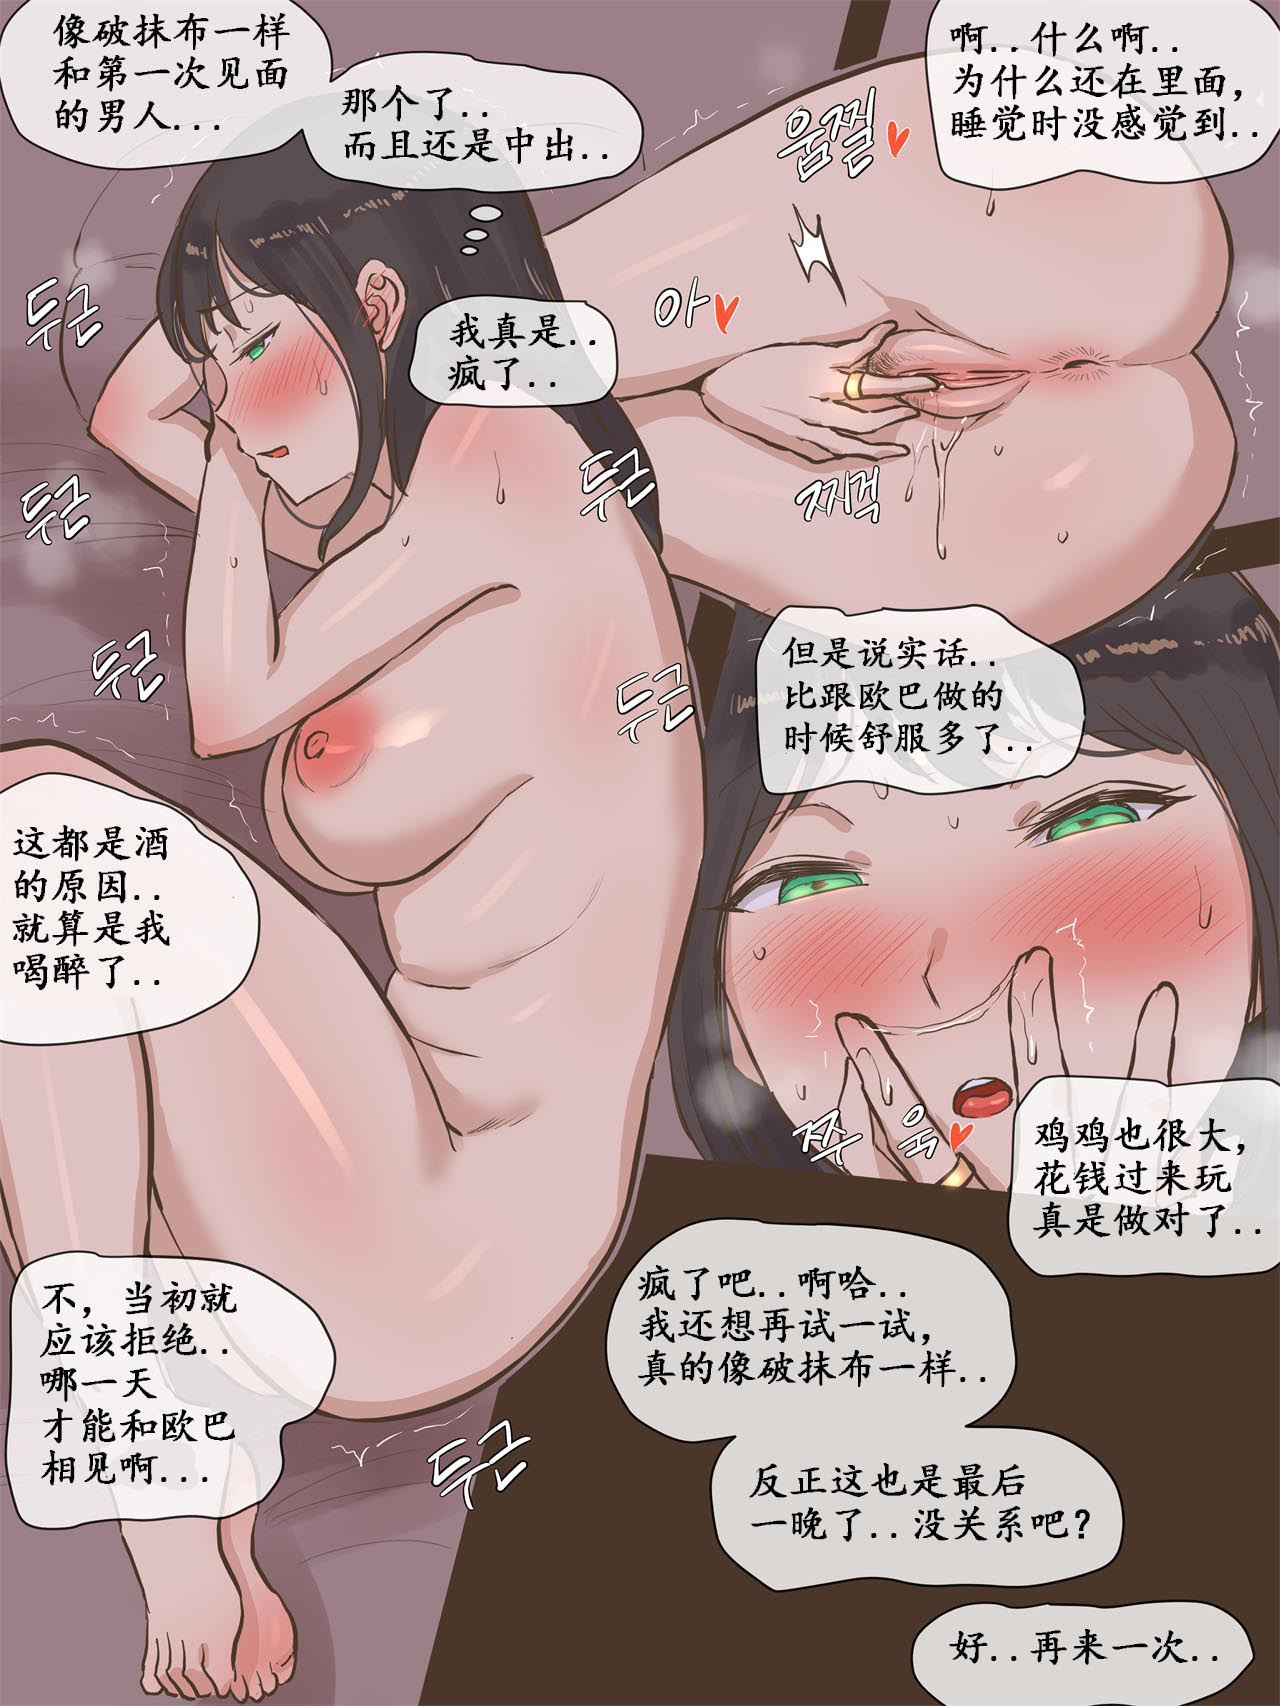 像破抹布一样
和第一次见面
的男人...
那个了..
而且还是中出..
啊..什么啊..
为什么还在里面，
睡觉时没感觉到..
움찔
아
두근
我真是..
疯了..
두근
두근
찌걱
두근
두근
但是说实话..
比跟欧巴做的
时候舒服多了..
这都是酒
的原因..
就算是我
喝醉了..
쭈욱
鸡鸡也很大，
花钱过来玩
真是做对了..
不，当初就
应该拒绝..
哪一天
才能和欧巴
相见啊...
疯了吧..啊哈..
我还想再试一试，
真的像破抹布一样..
두근
反正这也是最后
一晚了..没关系吧？
好..再来一次..